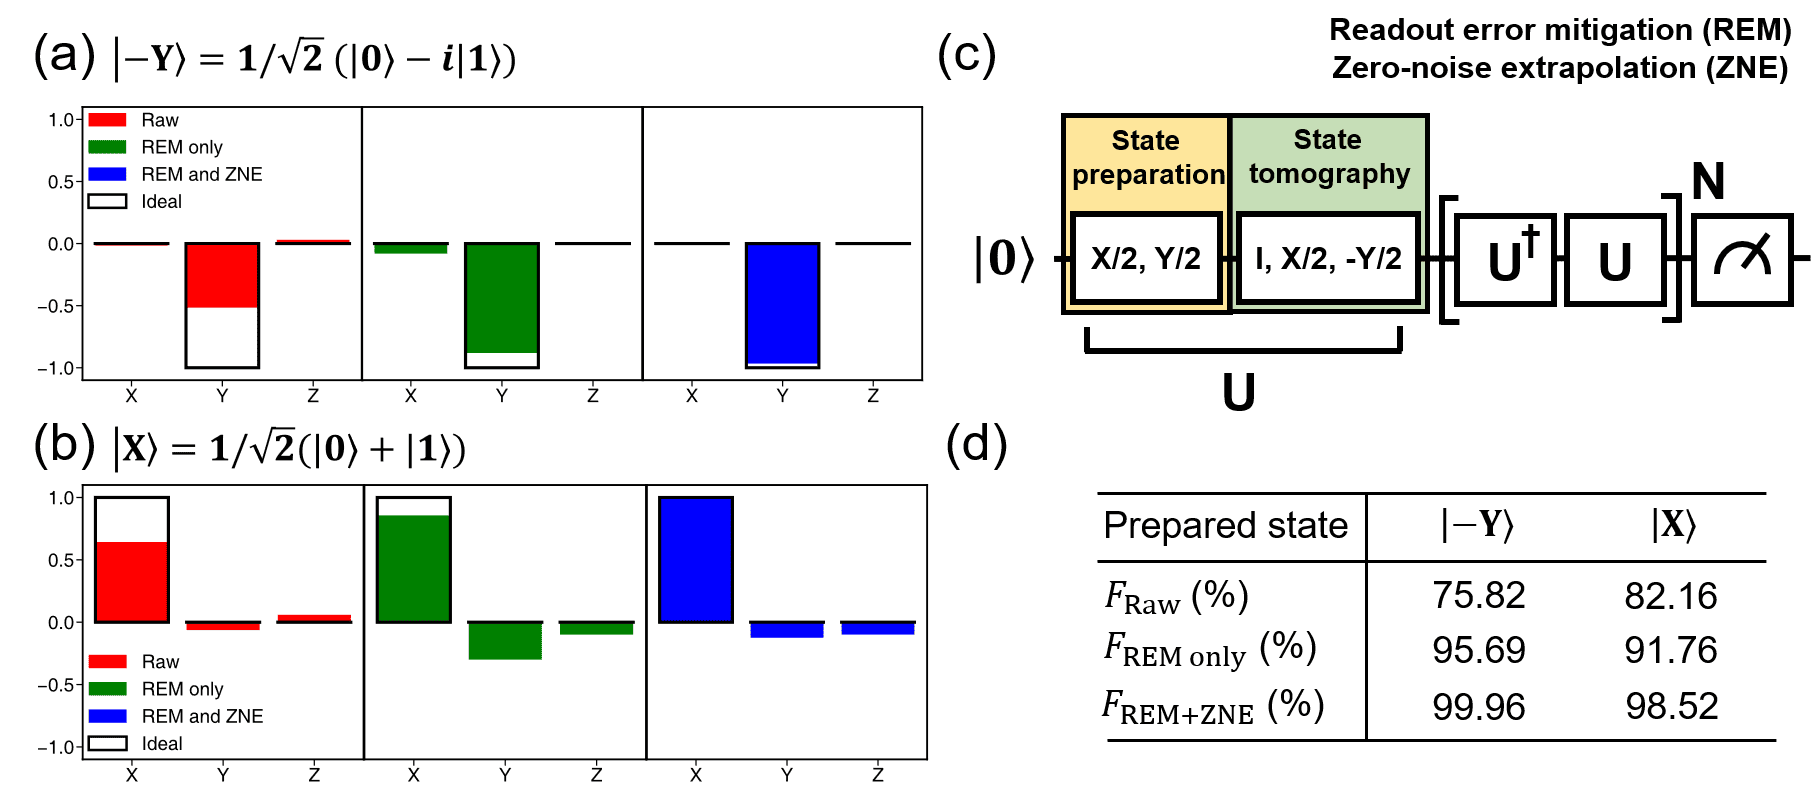 (a) |−Y⟩ = 1/√2 (|0⟩ − i|1⟩)
1.0
0.5
0.0
−0.5
−1.0
Raw
REM only
REM and ZNE
Ideal
X Y Z X Y Z X Y Z
(b) |X⟩ = 1/√2(|0⟩ + |1⟩)
1.0
0.5
0.0
−0.5
−1.0
Raw
REM only
REM and ZNE
Ideal
X Y Z X Y Z X Y Z
(c)
Readout error mitigation (REM)
Zero-noise extrapolation (ZNE)
State preparation
State tomography
N
|0⟩ X/2, Y/2 I, X/2, -Y/2 U† U
U
(d)
Prepared state |−Y⟩ |X⟩
F_Raw (%) 75.82 82.16
F_REM only (%) 95.69 91.76
F_REM+ZNE (%) 99.96 98.52